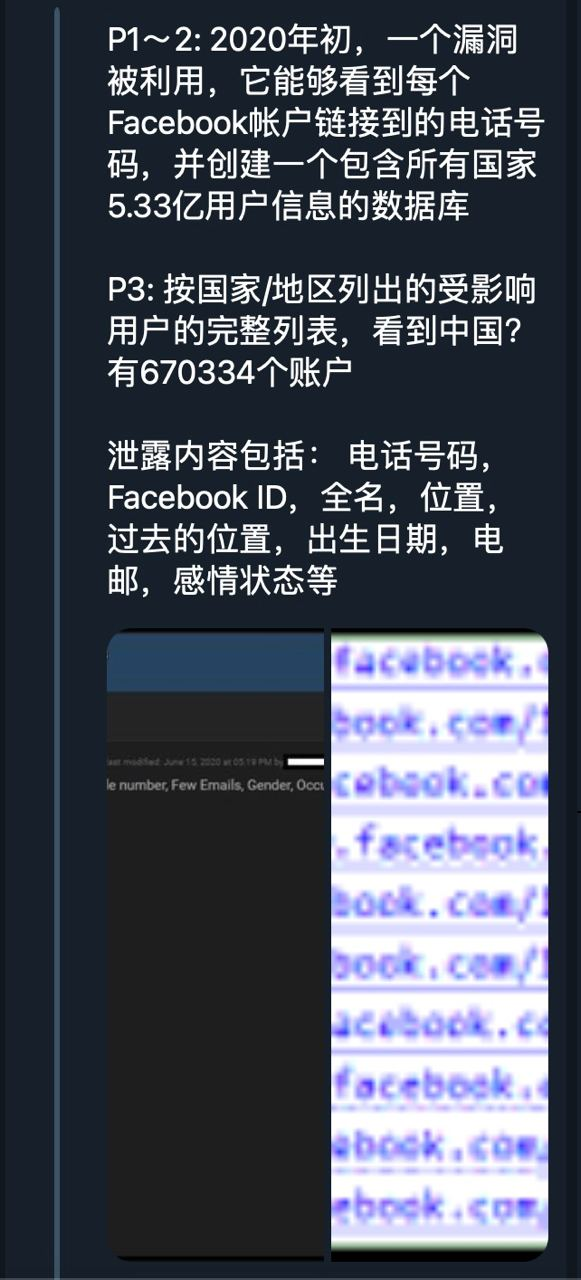 P1～2: 2020年初，一个漏洞
被利用，它能够看到每个
Facebook帐户链接到的电话号
码，并创建一个包含所有国家
5.33亿用户信息的数据库
P3: 按国家/地区列出的受影响
用户的完整列表，看到中国？
有670334个账户
泄露内容包括： 电话号码，
Facebook ID，全名，位置，
过去的位置，出生日期，电
邮，感情状态等
ast modified: June 15, 2020 at 05:19 PM by
le number, Few Emails, Gender, Occu
facebook.c
book.com/1
cebook.com
.facebook.
book.com/1
book.com/1
acebook.co
facebook.c
ebook.com/
ebook.com/